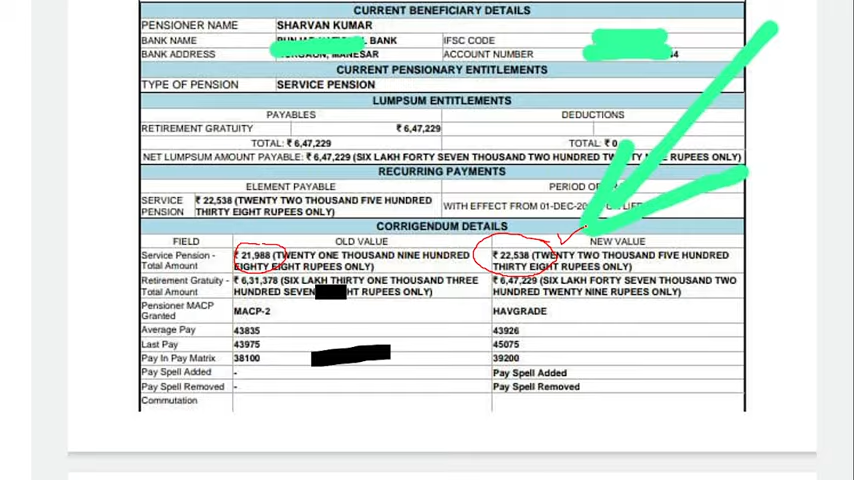 CURRENT BENEFICIARY DETAILS
PENSIONER NAME SHARVAN KUMAR
BANK NAME BANK IFSC CODE
BANK ADDRESS MANESAR ACCOUNT NUMBER
CURRENT PENSIONARY ENTITLEMENTS
TYPE OF PENSION SERVICE PENSION
LUMPSUM ENTITLEMENTS
PAYABLES DEDUCTIONS
RETIREMENT GRATUITY ₹ 6,47,229
TOTAL: ₹ 6,47,229 TOTAL: ₹ 0
NET LUMPSUM AMOUNT PAYABLE: ₹ 6,47,229 (SIX LAKH FORTY SEVEN THOUSAND TWO HUNDRED TWENTY NINE RUPEES ONLY)
RECURRING PAYMENTS
ELEMENT PAYABLE PERIOD OF
SERVICE PENSION ₹ 22,538 (TWENTY TWO THOUSAND FIVE HUNDRED
THIRTY EIGHT RUPEES ONLY) WITH EFFECT FROM 01-DEC-20
CORRIGENDUM DETAILS
FIELD OLD VALUE NEW VALUE
Service Pension - ₹ 21,988 (TWENTY ONE THOUSAND NINE HUNDRED ₹ 22,538 (TWENTY TWO THOUSAND FIVE HUNDRED
Total Amount EIGHTY EIGHT RUPEES ONLY) THIRTY EIGHT RUPEES ONLY)
Retirement Gratuity - ₹ 6,31,378 (SIX LAKH THIRTY ONE THOUSAND THREE ₹ 6,47,229 (SIX LAKH FORTY SEVEN THOUSAND TWO
Total Amount HUNDRED RUPEES ONLY) HUNDRED TWENTY NINE RUPEES ONLY)
Pensioner MACP
Granted MACP-2 HAVGRADE
Average Pay 43835 43926
Last Pay 43975 45075
Pay In Pay Matrix 38100 39200
Pay Spell Added - Pay Spell Added
Pay Spell Removed - Pay Spell Removed
Commutation